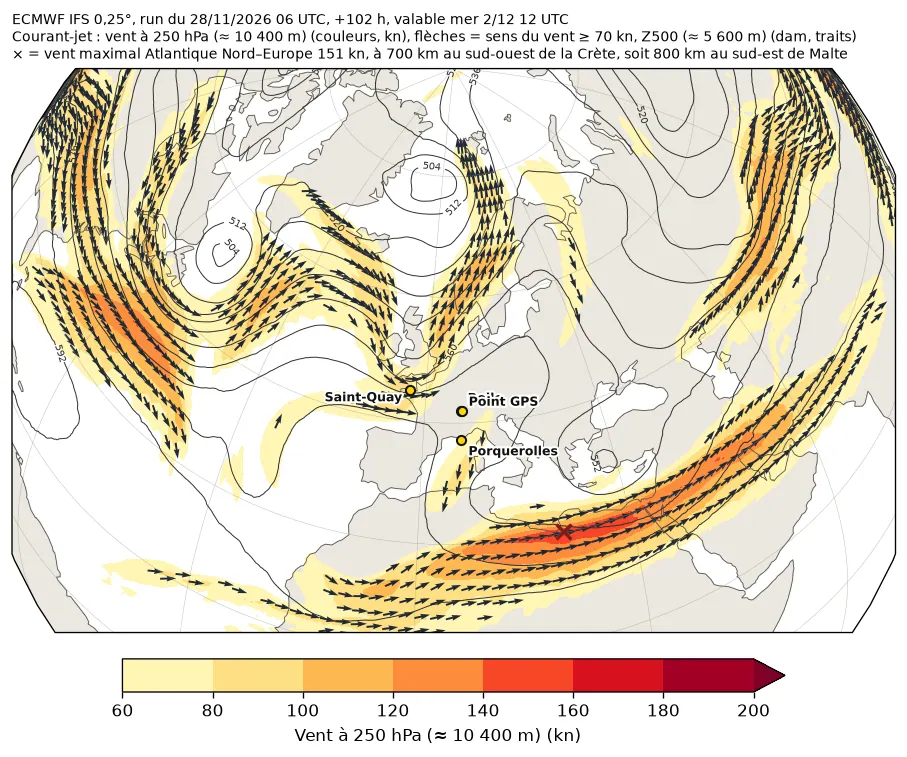 ECMWF IFS 0,25°, run du 28/11/2026 06 UTC, +102 h, valable mer 2/12 12 UTC
Courant-jet : vent à 250 hPa (≈ 10 400 m) (couleurs, kn), flèches = sens du vent ≥ 70 kn, Z500 (≈ 5 600 m) (dam, traits)
× = vent maximal Atlantique Nord–Europe 151 kn, à 700 km au sud-ouest de la Crète, soit 800 km au sud-est de Malte
520
504
512
512
504
592
Saint-Quay
Point GPS
Porquerolles
552
60 80 100 120 140 160 180 200
Vent à 250 hPa (≈ 10 400 m) (kn)